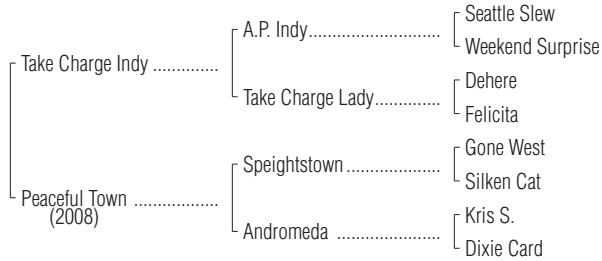 Seattle Slew
A.P. Indy..............................
Weekend Surprise
Take Charge Indy ...............
Dehere
Take Charge Lady...............
Felicita
Gone West
Speightstown.....................
Silken Cat
Peaceful Town ...................
(2008)
Kris S.
Andromeda .......................
Dixie Card